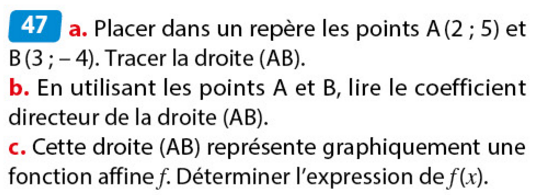 47 a. Placer dans un repère les points A(2 ; 5) et
B(3 ; – 4). Tracer la droite (AB).
b. En utilisant les points A et B, lire le coefficient
directeur de la droite (AB).
c. Cette droite (AB) représente graphiquement une
fonction affine f. Déterminer l'expression de f(x).